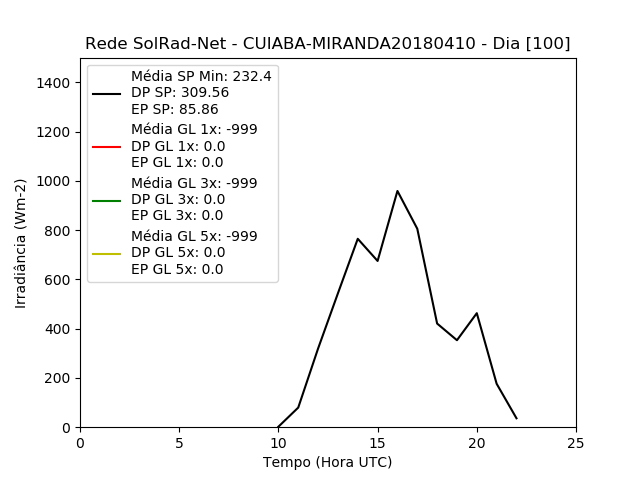 Rede SolRad-Net - CUIABA-MIRANDA20180410 - Dia [100]
Média SP Min: 232.4
DP SP: 309.56
EP SP: 85.86
Média GL 1x: -999
DP GL 1x: 0.0
EP GL 1x: 0.0
Média GL 3x: -999
DP GL 3x: 0.0
EP GL 3x: 0.0
Média GL 5x: -999
DP GL 5x: 0.0
EP GL 5x: 0.0
Irradiância (Wm-2)
1400
1200
1000
800
600
400
200
0
0 5 10 15 20 25
Tempo (Hora UTC)